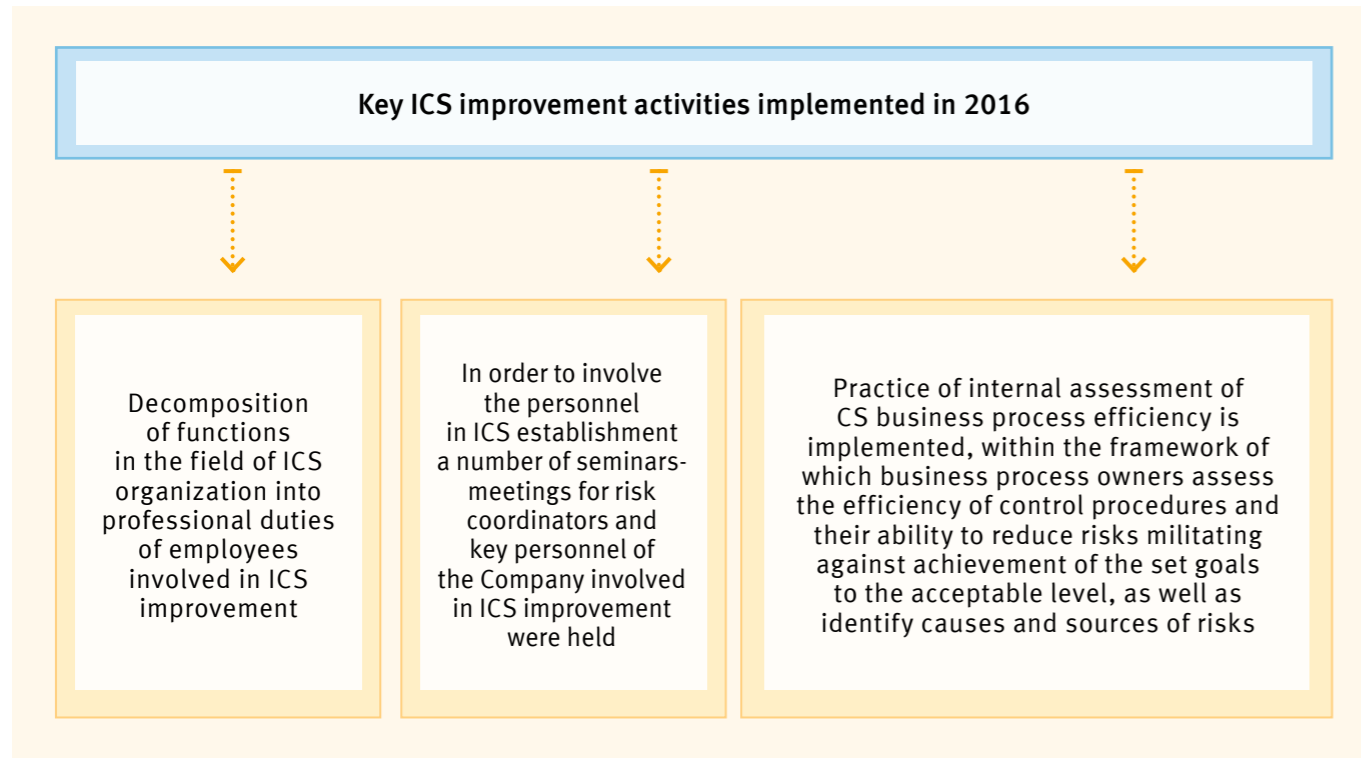 Key ICS improvement activities implemented in 2016
Decomposition
of functions
in the field of ICS
organization into
professional duties
of employees
involved in ICS
improvement
In order to involve
the personnel
in ICS establishment
a number of seminars-
meetings for risk
coordinators and
key personnel of
the Company involved
in ICS improvement
were held
Practice of internal assessment of
CS business process efficiency is
implemented, within the framework of
which business process owners assess
the efficiency of control procedures and
their ability to reduce risks militating
against achievement of the set goals
to the acceptable level, as well as
identify causes and sources of risks